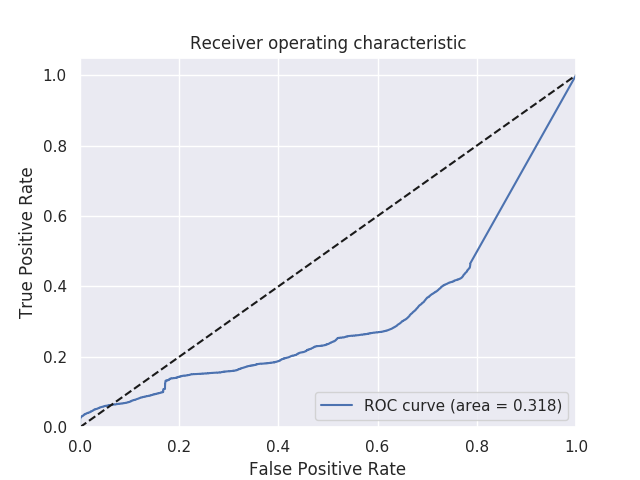 Receiver operating characteristic
True Positive Rate
1.0
0.8
0.6
0.4
0.2
0.0
ROC curve (area = 0.318)
0.0 0.2 0.4 0.6 0.8 1.0
False Positive Rate